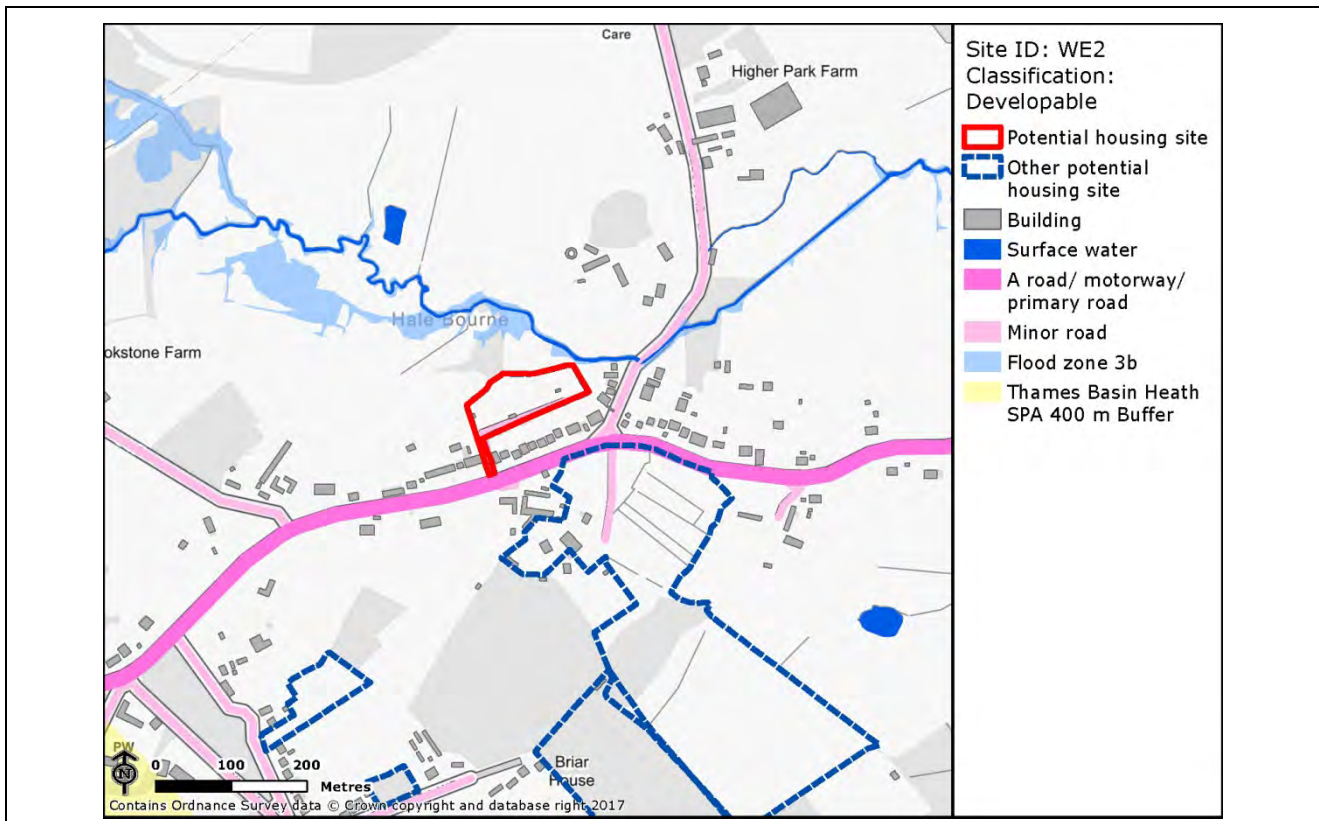 Care
Higher Park Farm
Hale Bourne
okstone Farm
PW
Briar
House
N
0 100 200
Metres
Contains Ordnance Survey data © Crown copyright and database right 2017
Site ID: WE2
Classification:
Developable
Potential housing site
Other potential
housing site
Building
Surface water
A road/ motorway/
primary road
Minor road
Flood zone 3b
Thames Basin Heath
SPA 400 m Buffer